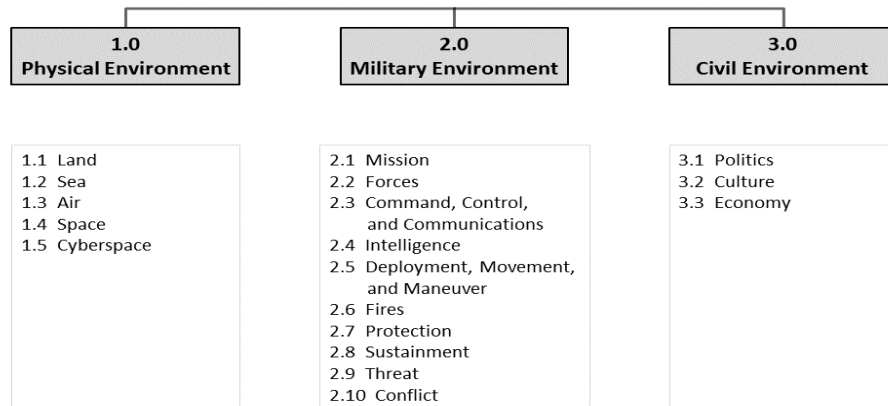 1.0
Physical Environment
2.0
Military Environment
3.0
Civil Environment
1.1 Land
1.2 Sea
1.3 Air
1.4 Space
1.5 Cyberspace
2.1 Mission
2.2 Forces
2.3 Command, Control,
and Communications
2.4 Intelligence
2.5 Deployment, Movement,
and Maneuver
2.6 Fires
2.7 Protection
2.8 Sustainment
2.9 Threat
2.10 Conflict
3.1 Politics
3.2 Culture
3.3 Economy